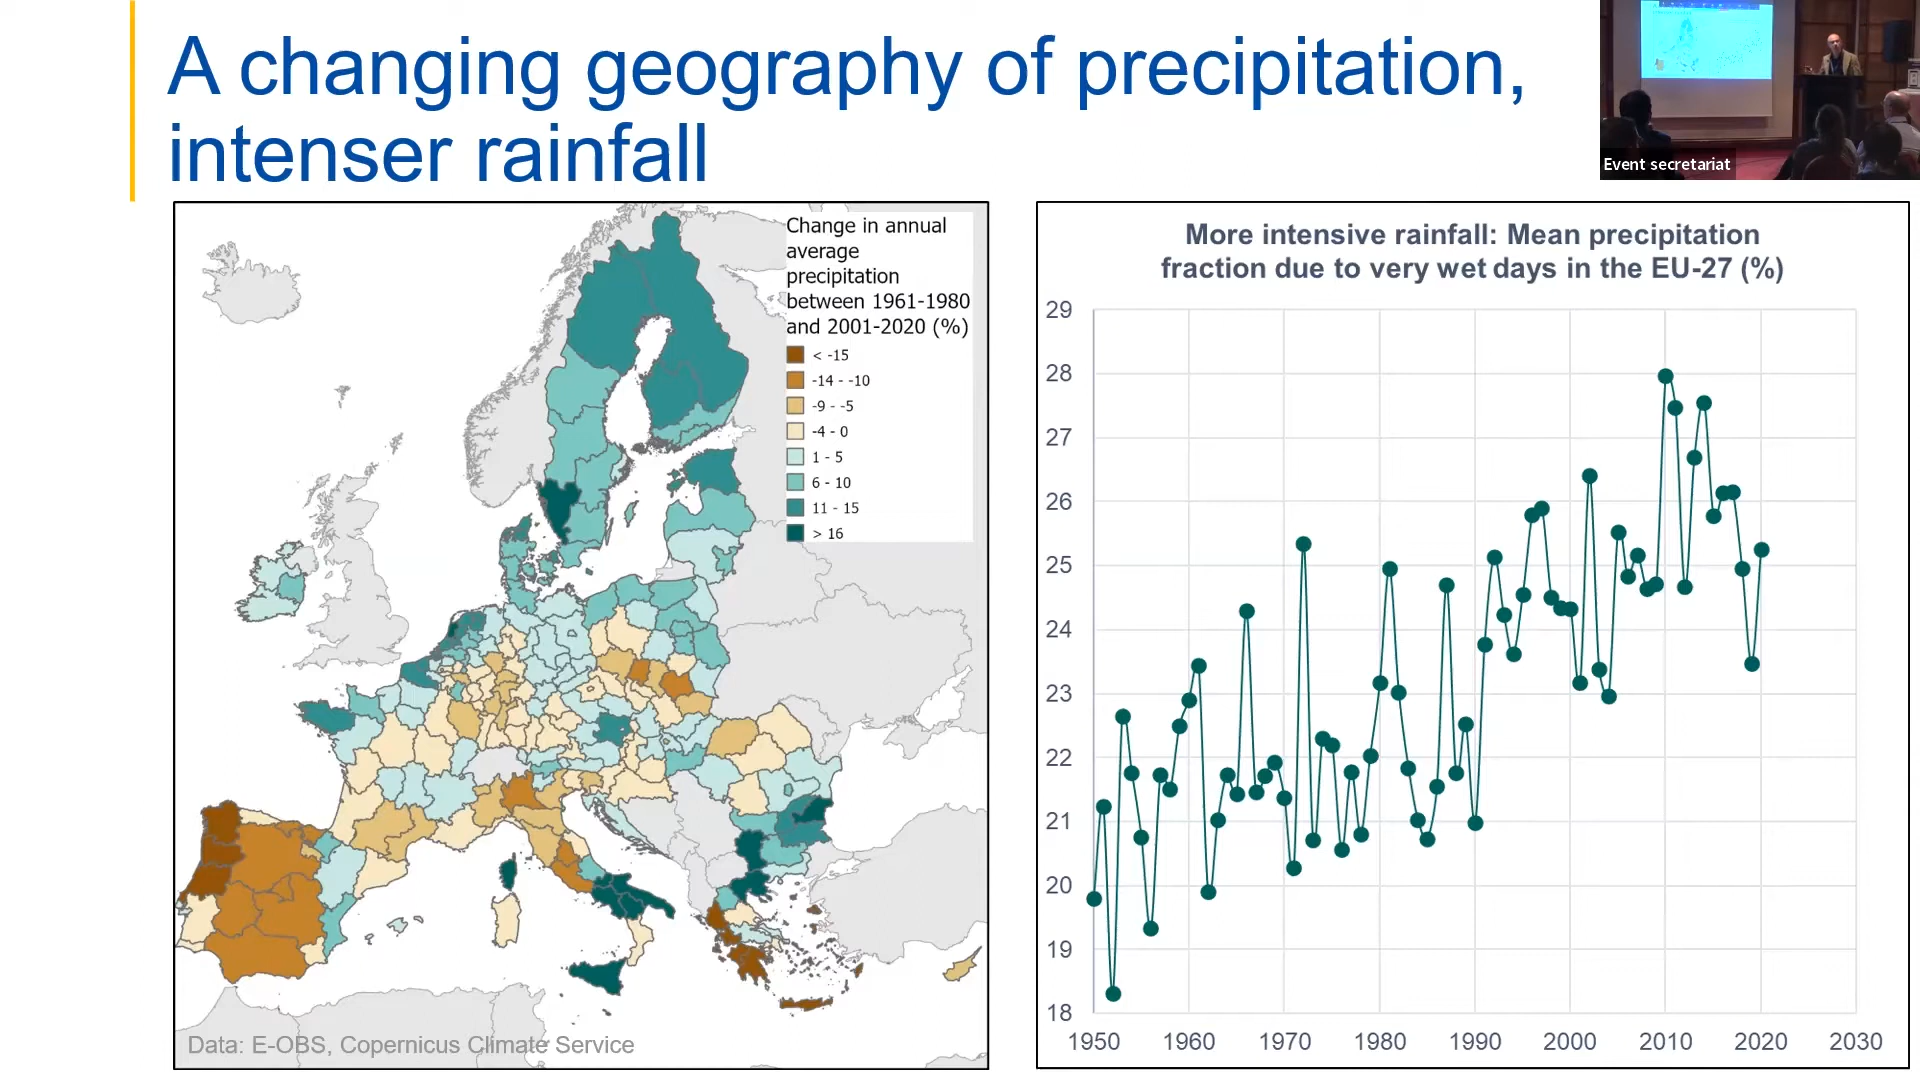 A changing geography of precipitation,
intenser rainfall
Event secretariat
Change in annual
average
precipitation
between 1961-1980
and 2001-2020 (%)
< -15
-14 - -10
-9 - -5
-4 - 0
1 - 5
6 - 10
11 - 15
> 16
Data: E-OBS, Copernicus Climate Service
More intensive rainfall: Mean precipitation
fraction due to very wet days in the EU-27 (%)
29
28
27
26
25
24
23
22
21
20
19
18
1950 1960 1970 1980 1990 2000 2010 2020 2030